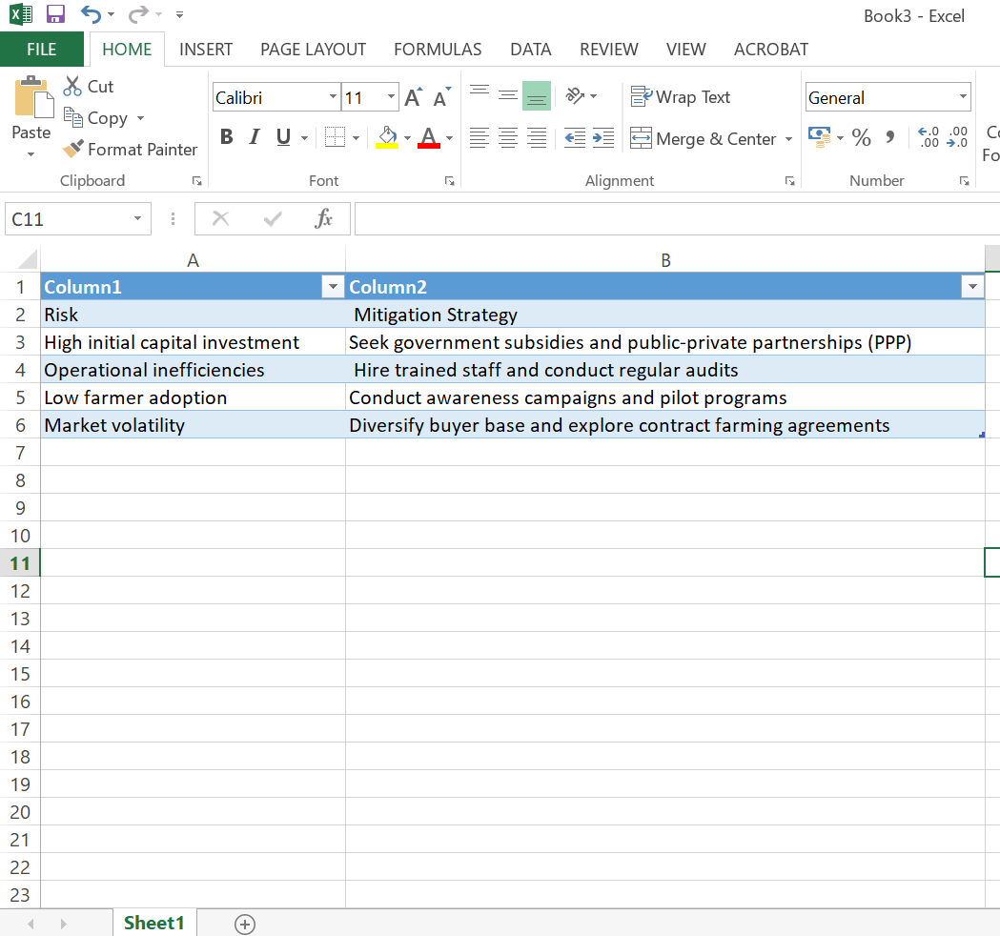 Book3 - Excel
FILE HOME INSERT PAGE LAYOUT FORMULAS DATA REVIEW VIEW ACROBAT
Paste
Cut
Copy
Format Painter
Clipboard
Calibri 11 A A
B I U A
Font
Wrap Text
Merge & Center
Alignment
General
% , .0 .00 .00 .0
Number
C11 fx
A B
1 Column1 Column2
2 Risk Mitigation Strategy
3 High initial capital investment Seek government subsidies and public-private partnerships (PPP)
4 Operational inefficiencies Hire trained staff and conduct regular audits
5 Low farmer adoption Conduct awareness campaigns and pilot programs
6 Market volatility Diversify buyer base and explore contract farming agreements
7
8
9
10
11
12
13
14
15
16
17
18
19
20
21
22
23
Sheet1